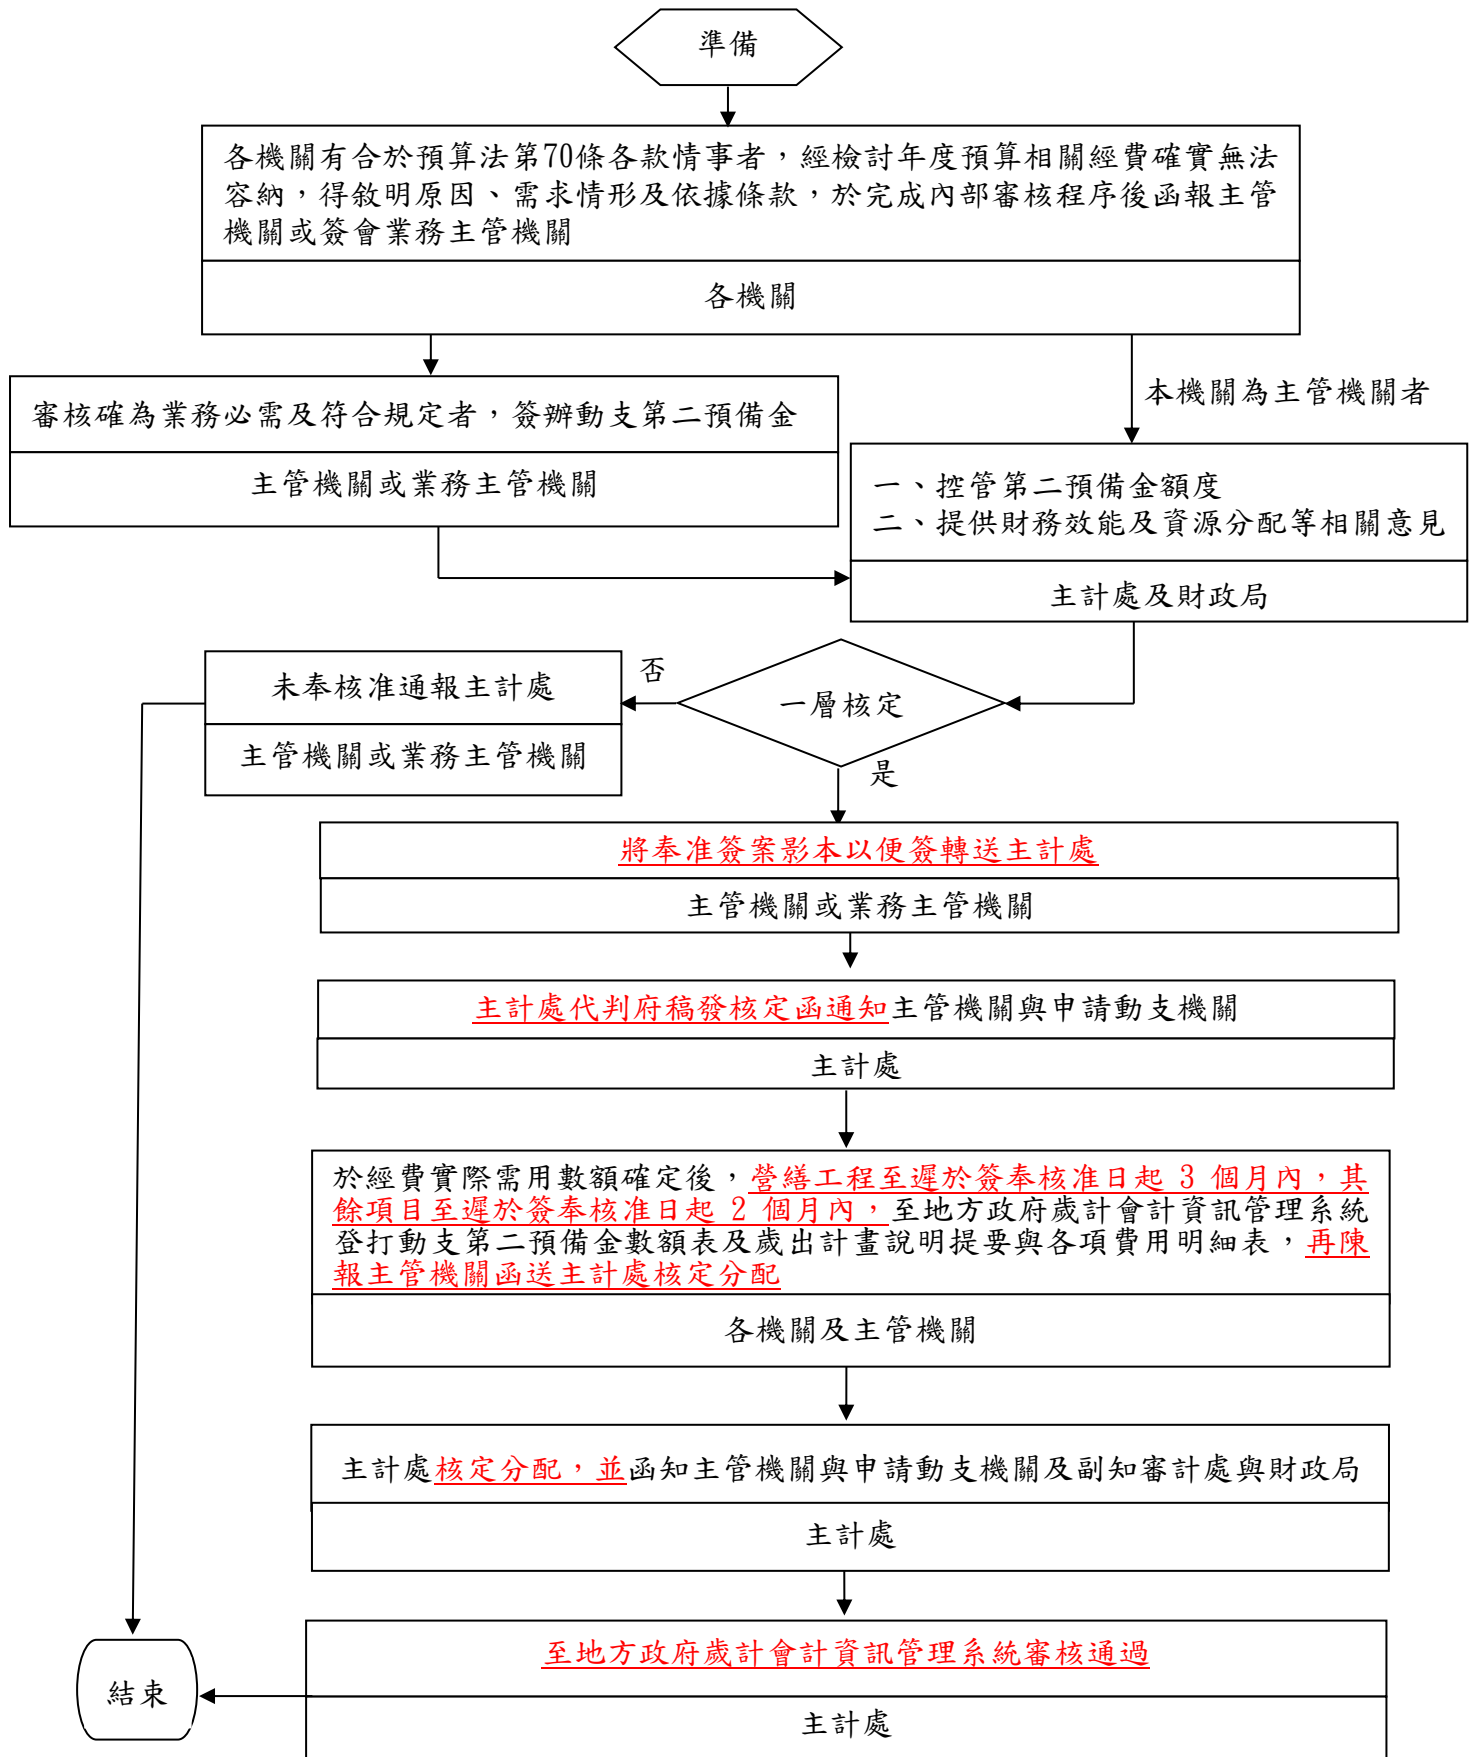 準備
各機關有合於預算法第70條各款情事者，經檢討年度預算相關經費確實無法
容納，得敘明原因、需求情形及依據條款，於完成內部審核程序後函報主管
機關或簽會業務主管機關
各機關
本機關為主管機關者
審核確為業務必需及符合規定者，簽辦動支第二預備金
主管機關或業務主管機關
一、控管第二預備金額度
二、提供財務效能及資源分配等相關意見
主計處及財政局
一層核定
否
未奉核准通報主計處
主管機關或業務主管機關
是
將奉准簽案影本以便簽轉送主計處
主管機關或業務主管機關
主計處代判府稿發核定函通知主管機關與申請動支機關
主計處
於經費實際需用數額確定後，營繕工程至遲於簽奉核准日起 3 個月內，其
餘項目至遲於簽奉核准日起 2 個月內，至地方政府歲計會計資訊管理系統
登打動支第二預備金數額表及歲出計畫說明提要與各項費用明細表，再陳
報主管機關函送主計處核定分配
各機關及主管機關
主計處核定分配，並函知主管機關與申請動支機關及副知審計處與財政局
主計處
至地方政府歲計會計資訊管理系統審核通過
主計處
結束